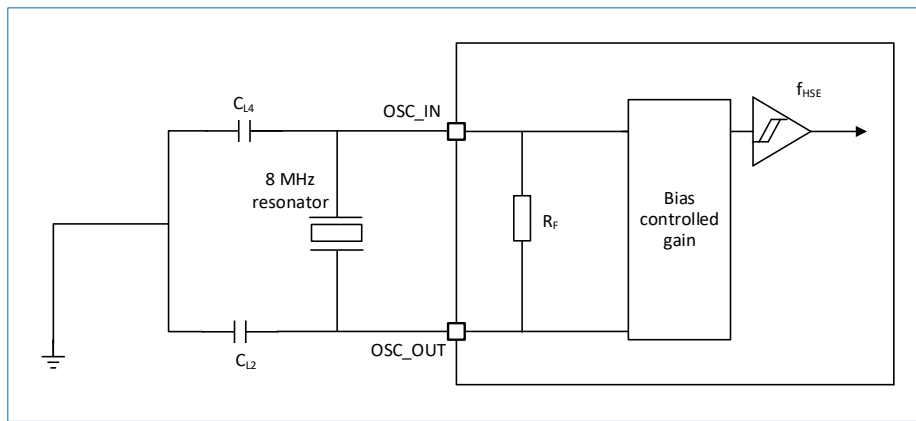 C_L4
OSC_IN
f_HSE
8 MHz
resonator
R_F
Bias
controlled
gain
OSC_OUT
C_L2